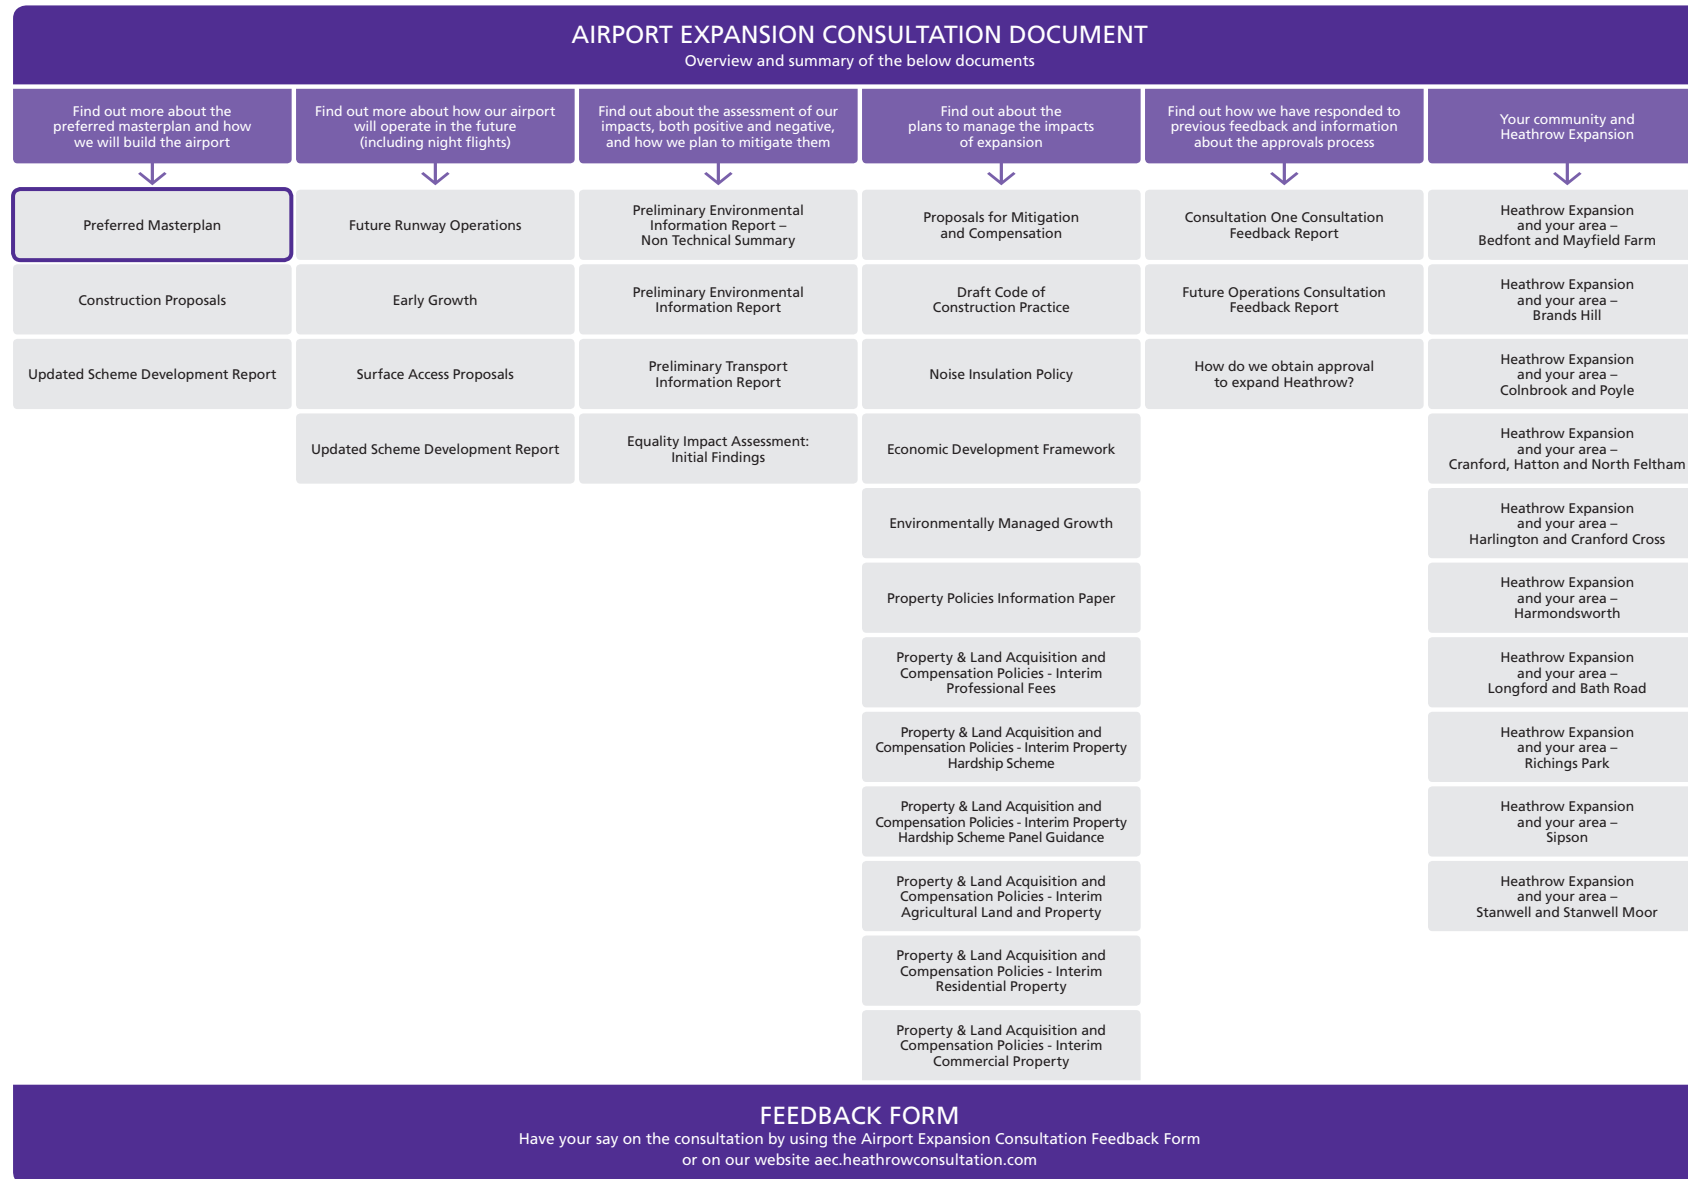 AIRPORT EXPANSION CONSULTATION DOCUMENT
Overview and summary of the below documents
Find out more about the
preferred masterplan and how
we will build the airport
Preferred Masterplan
Construction Proposals
Updated Scheme Development Report
Find out more about how our airport
will operate in the future
(including night flights)
Future Runway Operations
Early Growth
Surface Access Proposals
Updated Scheme Development Report
Find out about the assessment of our
impacts, both positive and negative,
and how we plan to mitigate them
Preliminary Environmental
Information Report –
Non Technical Summary
Preliminary Environmental
Information Report
Preliminary Transport
Information Report
Equality Impact Assessment:
Initial Findings
Find out about the
plans to manage the impacts
of expansion
Proposals for Mitigation
and Compensation
Draft Code of
Construction Practice
Noise Insulation Policy
Economic Development Framework
Environmentally Managed Growth
Property Policies Information Paper
Property & Land Acquisition and
Compensation Policies - Interim
Professional Fees
Property & Land Acquisition and
Compensation Policies - Interim Property
Hardship Scheme
Property & Land Acquisition and
Compensation Policies - Interim Property
Hardship Scheme Panel Guidance
Property & Land Acquisition and
Compensation Policies - Interim
Agricultural Land and Property
Property & Land Acquisition and
Compensation Policies - Interim
Residential Property
Property & Land Acquisition and
Compensation Policies - Interim
Commercial Property
Find out how we have responded to
previous feedback and information
about the approvals process
Consultation One Consultation
Feedback Report
Future Operations Consultation
Feedback Report
How do we obtain approval
to expand Heathrow?
Your community and
Heathrow Expansion
Heathrow Expansion
and your area –
Bedfont and Mayfield Farm
Heathrow Expansion
and your area –
Brands Hill
Heathrow Expansion
and your area –
Colnbrook and Poyle
Heathrow Expansion
and your area –
Cranford, Hatton and North Feltham
Heathrow Expansion
and your area –
Harlington and Cranford Cross
Heathrow Expansion
and your area –
Harmondsworth
Heathrow Expansion
and your area –
Longford and Bath Road
Heathrow Expansion
and your area –
Richings Park
Heathrow Expansion
and your area –
Sipson
Heathrow Expansion
and your area –
Stanwell and Stanwell Moor
FEEDBACK FORM
Have your say on the consultation by using the Airport Expansion Consultation Feedback Form
or on our website aec.heathrowconsultation.com